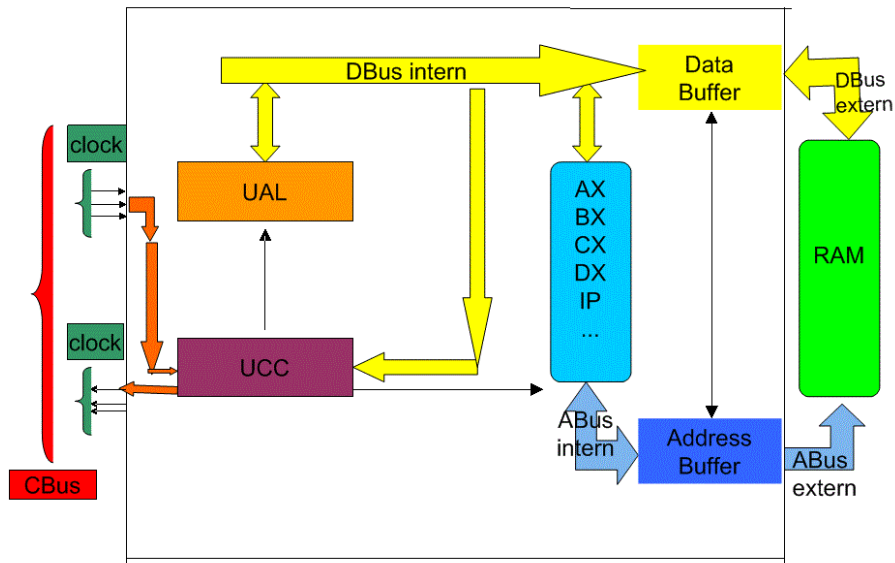 DBus intern
Data
Buffer
DBus
extern
clock
UAL
AX
BX
CX
DX
IP
...
RAM
clock
UCC
ABus
intern
Address
Buffer
ABus
extern
CBus